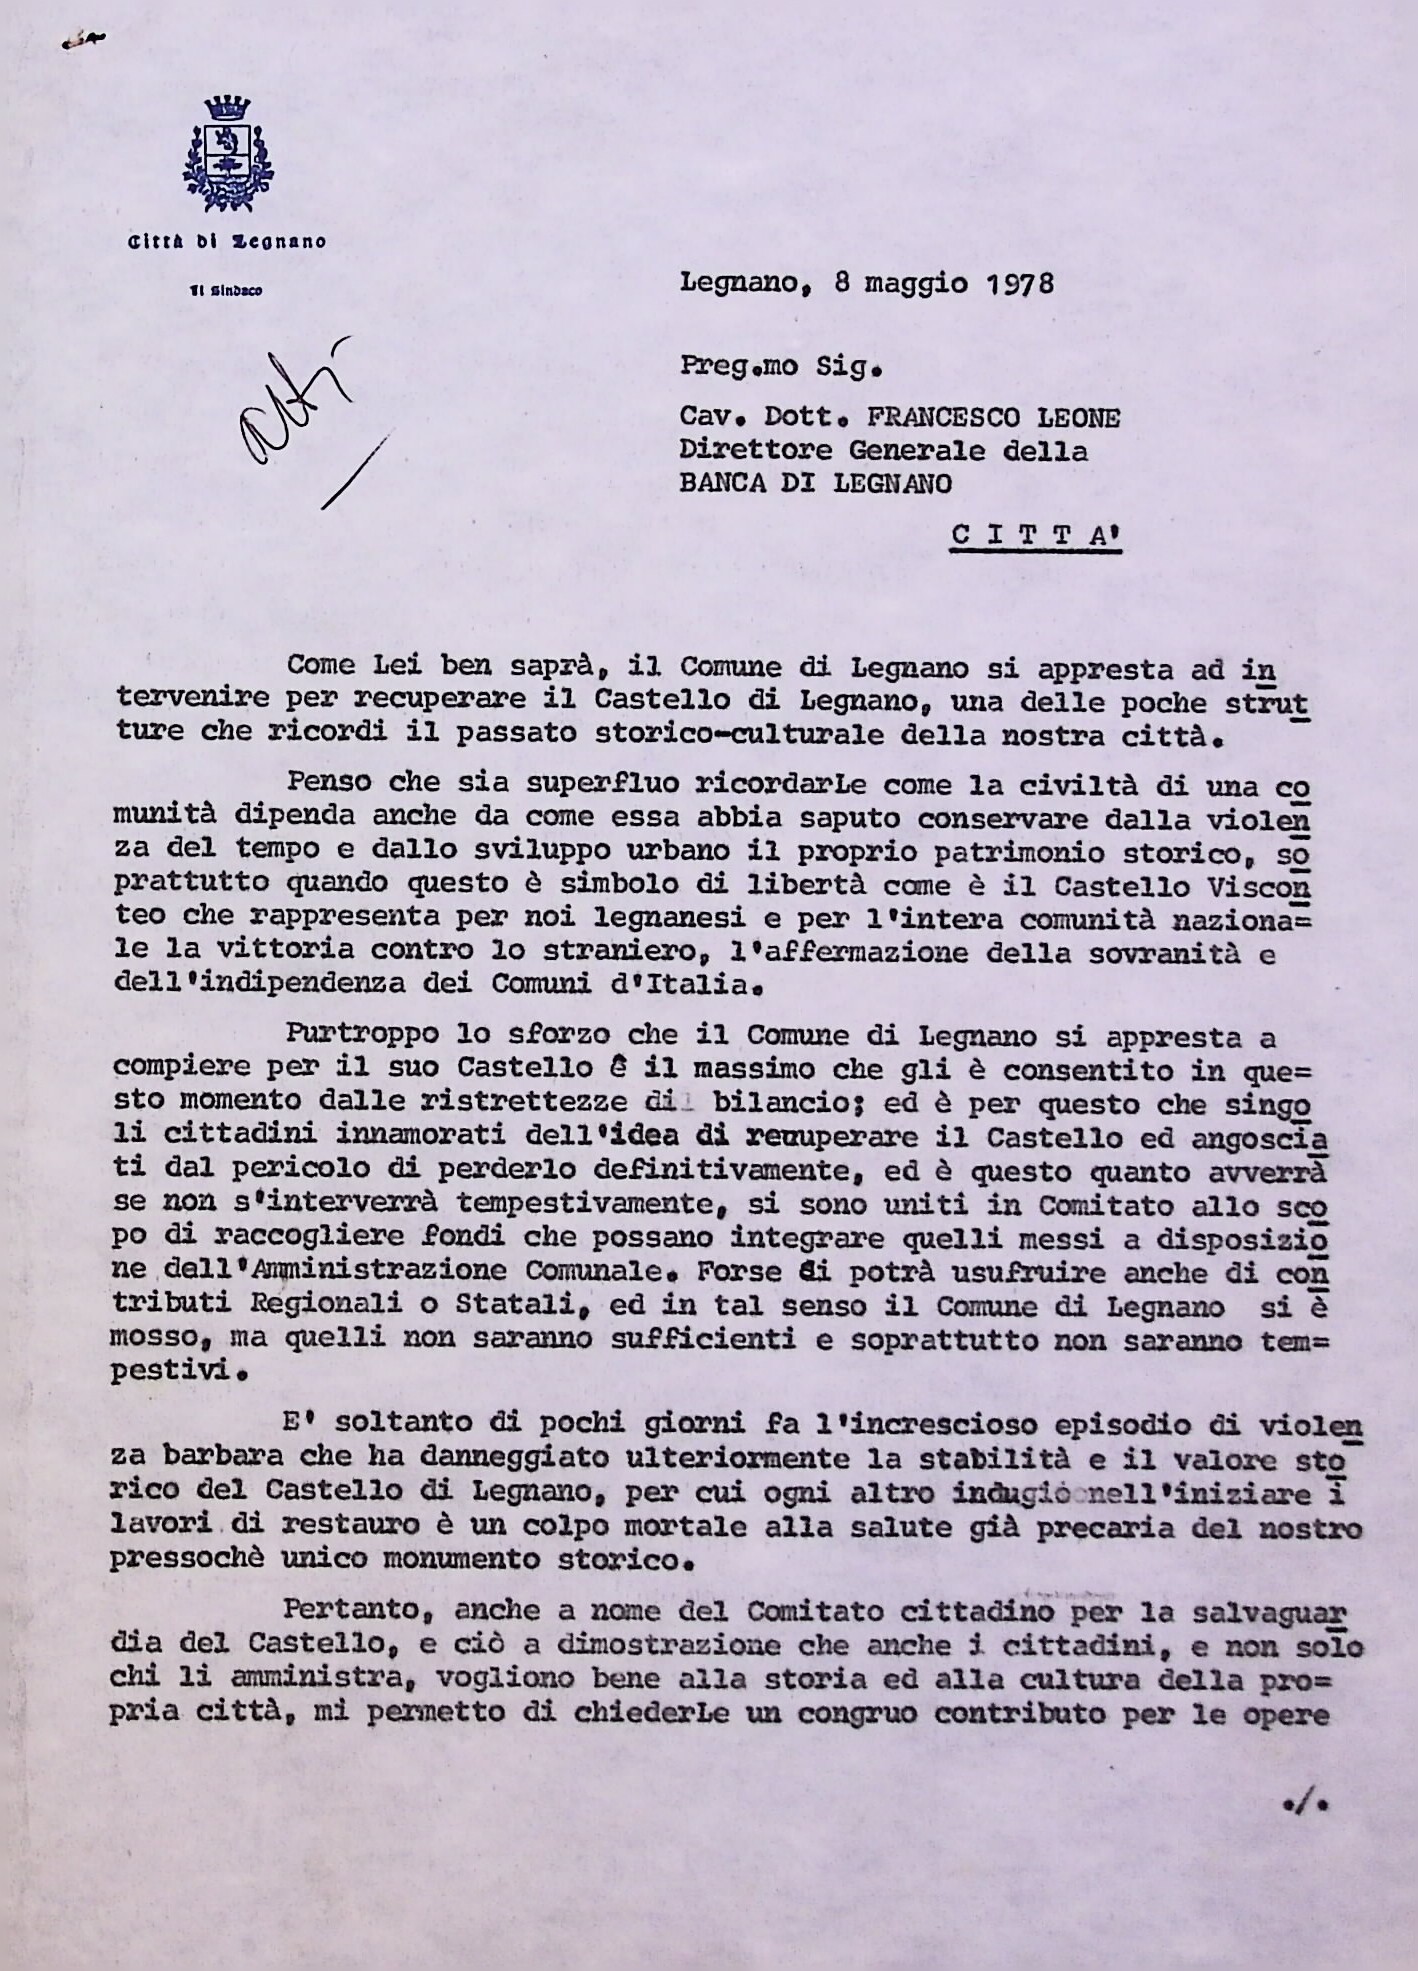 Città di Legnano
Il Sindaco
Legnano, 8 maggio 1978
Preg.mo Sig.
Cav. Dott. FRANCESCO LEONE
Direttore Generale della
BANCA DI LEGNANO
C I T T A'
atti
Come Lei ben saprà, il Comune di Legnano si appresta ad in
tervenire per recuperare il Castello di Legnano, una delle poche strut
ture che ricordi il passato storico-culturale della nostra città.
Penso che sia superfluo ricordarLe come la civiltà di una co
munità dipenda anche da come essa abbia saputo conservare dalla violen
za del tempo e dallo sviluppo urbano il proprio patrimonio storico, so
prattutto quando questo è simbolo di libertà come è il Castello Viscon
teo che rappresenta per noi legnanesi e per l'intera comunità naziona=
le la vittoria contro lo straniero, l'affermazione della sovranità e
dell'indipendenza dei Comuni d'Italia.
Purtroppo lo sforzo che il Comune di Legnano si appresta a
compiere per il suo Castello è il massimo che gli è consentito in que=
sto momento dalle ristrettezze di bilancio; ed è per questo che singo
li cittadini innamorati dell'idea di recuperare il Castello ed angoscia
ti dal pericolo di perderlo definitivamente, ed è questo quanto avverrà
se non s'interverrà tempestivamente, si sono uniti in Comitato allo sco
po di raccogliere fondi che possano integrare quelli messi a disposizio
ne dell'Amministrazione Comunale. Forse si potrà usufruire anche di con
tributi Regionali o Statali, ed in tal senso il Comune di Legnano si è
mosso, ma quelli non saranno sufficienti e soprattutto non saranno tem=
pestivi.
E' soltanto di pochi giorni fa l'increscioso episodio di violen
za barbara che ha danneggiato ulteriormente la stabilità e il valore sto
rico del Castello di Legnano, per cui ogni altro indugio nell'iniziare i
lavori di restauro è un colpo mortale alla salute già precaria del nostro
pressochè unico monumento storico.
Pertanto, anche a nome del Comitato cittadino per la salvaguar
dia del Castello, e ciò a dimostrazione che anche i cittadini, e non solo
chi li amministra, vogliono bene alla storia ed alla cultura della pro=
pria città, mi permetto di chiederLe un congruo contributo per le opere
./.